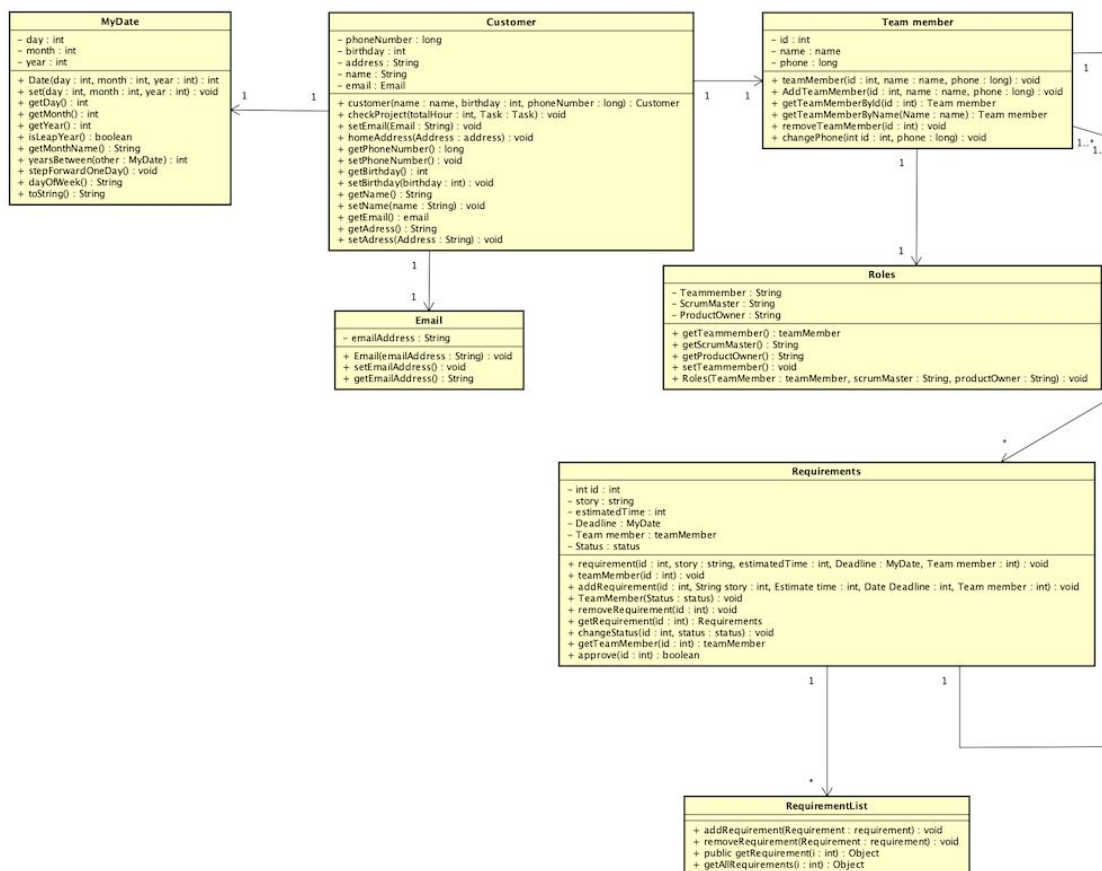 MyDate
- day : int
- month : int
- year : int
+ Date(day : int, month : int, year : int) : int
+ set(day : int, month : int, year : int) : void
+ getDay() : int
+ getMonth() : int
+ getYear() : int
+ isLeapYear() : boolean
+ getMonthName() : String
+ yearsBetween(other : MyDate) : int
+ stepForwardOneDay() : void
+ dayOfWeek() : String
+ toString() : String
1
1
Customer
- phoneNumber : long
- birthday : int
- address : String
- name : String
- email : Email
+ customer(name : name, birthday : int, phoneNumber : long) : Customer
+ checkProject(totalHour : int, Task : Task) : void
+ setEmail(Email : String) : void
+ homeAddress(Address : address) : void
+ getPhoneNumber() : long
+ setPhoneNumber() : void
+ getBirthday() : int
+ setBirthday(birthday : int) : void
+ getName() : String
+ setName(name : String) : void
+ getEmail() : email
+ getAdress() : String
+ setAdress(Address : String) : void
1
1
Team member
- id : int
- name : name
- phone : long
+ teamMember(id : int, name : name, phone : long) : void
+ AddTeamMember(id : int, name : name, phone : long) : void
+ getTeamMemberById(id : int) : Team member
+ getTeamMemberByName(Name : name) : Team member
+ removeTeamMember(id : int) : void
+ changePhone(int id : int, phone : long) : void
1
1..*
1..
1
1
1
1
Email
- emailAddress : String
+ Email(emailAddress : String) : void
+ setEmailAddress() : void
+ getEmailAddress() : String
Roles
- Teammember : String
- ScrumMaster : String
- ProductOwner : String
+ getTeammember() : teamMember
+ getScrumMaster() : String
+ getProductOwner() : String
+ setTeammember() : void
+ Roles(TeamMember : teamMember, scrumMaster : String, productOwner : String) : void
*
Requirements
- int id : int
- story : string
- estimatedTime : int
- Deadline : MyDate
- Team member : teamMember
- Status : status
+ requirement(id : int, story : string, estimatedTime : int, Deadline : MyDate, Team member : int) : void
+ teamMember(id : int) : void
+ addRequirement(id : int, String story : int, Estimate time : int, Date Deadline : int, Team member : int) : void
+ TeamMember(Status : status) : void
+ removeRequirement(id : int) : void
+ getRequirement(id : int) : Requirements
+ changeStatus(id : int, status : status) : void
+ getTeamMember(id : int) : teamMember
+ approve(id : int) : boolean
1
1
*
RequirementList
+ addRequirement(Requirement : requirement) : void
+ removeRequirement(Requirement : requirement) : void
+ public getRequirement(i : int) : Object
+ getAllRequirements(i : int) : Object